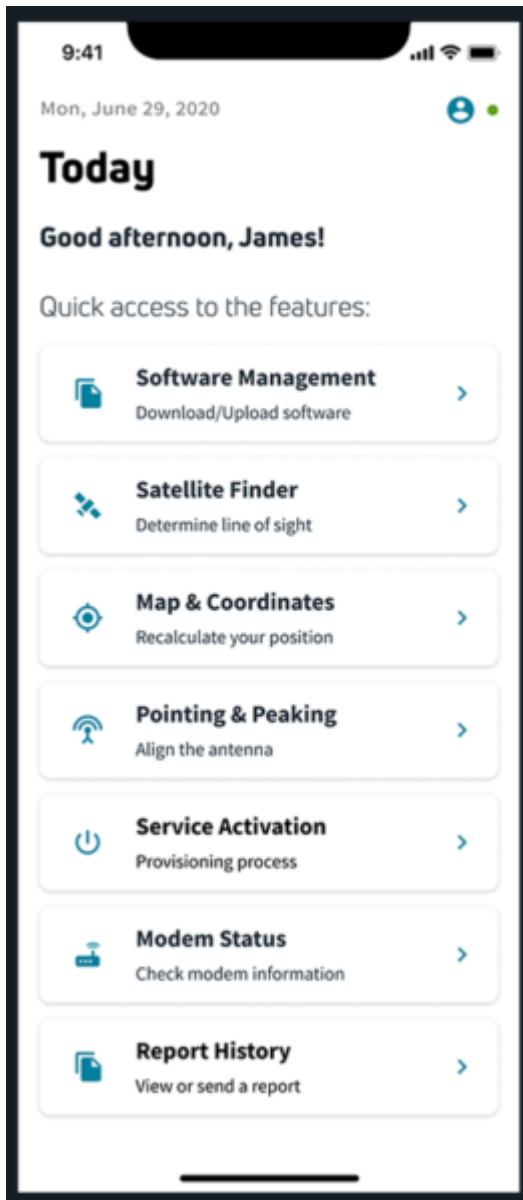 9:41
Mon, June 29, 2020
Today
Good afternoon, James!
Quick access to the features:
Software Management
Download/Upload software
Satellite Finder
Determine line of sight
Map & Coordinates
Recalculate your position
Pointing & Peaking
Align the antenna
Service Activation
Provisioning process
Modem Status
Check modem information
Report History
View or send a report